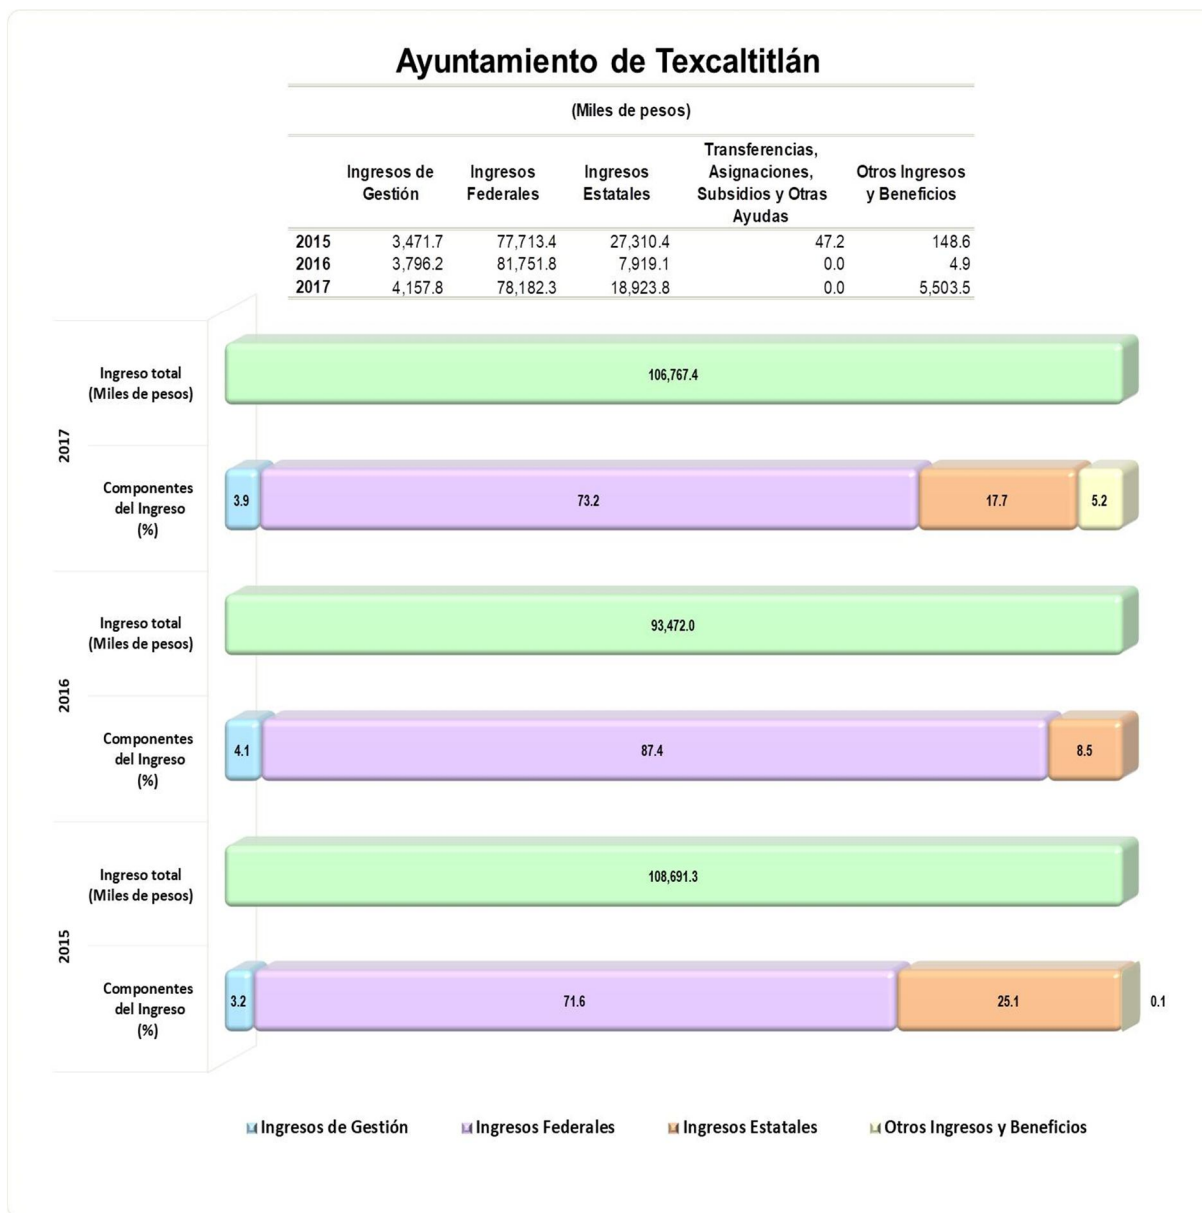 Ayuntamiento de Texcaltitlán
(Miles de pesos)
Ingresos de Gestión Ingresos Federales Ingresos Estatales Transferencias, Asignaciones, Subsidios y Otras Ayudas Otros Ingresos y Beneficios
2015 3,471.7 77,713.4 27,310.4 47.2 148.6
2016 3,796.2 81,751.8 7,919.1 0.0 4.9
2017 4,157.8 78,182.3 18,923.8 0.0 5,503.5
2017
Ingreso total
(Miles de pesos)
106,767.4
Componentes
del Ingreso
(%)
3.9 73.2 17.7 5.2
2016
Ingreso total
(Miles de pesos)
93,472.0
Componentes
del Ingreso
(%)
4.1 87.4 8.5
2015
Ingreso total
(Miles de pesos)
108,691.3
Componentes
del Ingreso
(%)
3.2 71.6 25.1 0.1
Ingresos de Gestión Ingresos Federales Ingresos Estatales Otros Ingresos y Beneficios